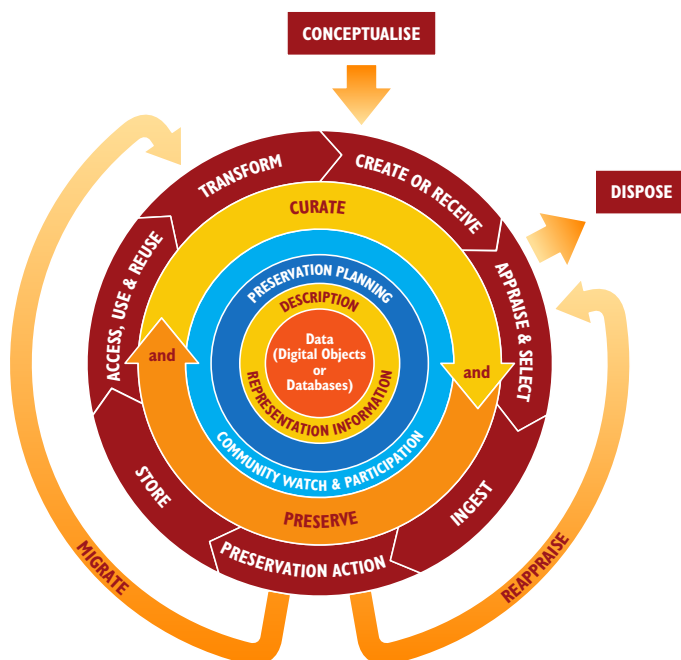 CONCEPTUALISE
TRANSFORM
CREATE OR RECEIVE
DISPOSE
CURATE
ACCESS, USE & REUSE
APPRAISE & SELECT
PRESERVATION PLANNING
DESCRIPTION
Data
(Digital Objects
or
Databases)
and
and
REPRESENTATION INFORMATION
COMMUNITY WATCH & PARTICIPATION
STORE
INGEST
PRESERVE
PRESERVATION ACTION
MIGRATE
REAPPRAISE